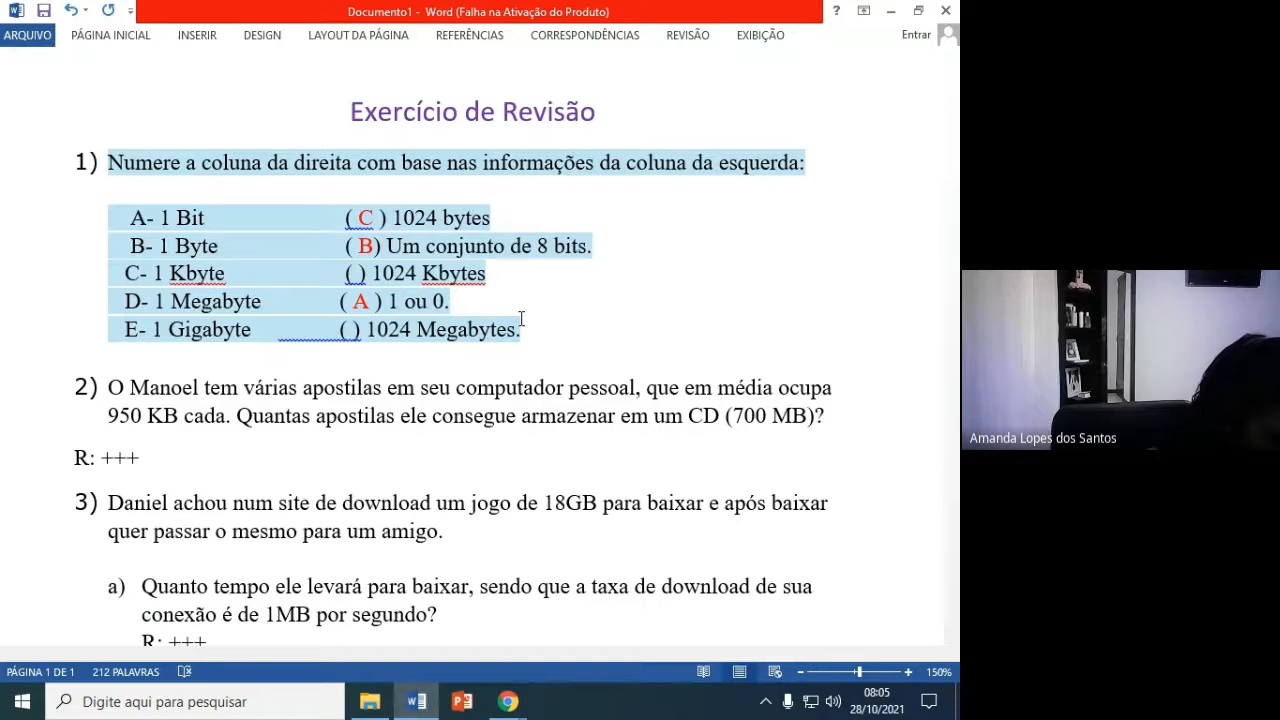 Documento1 - Word (Falha na Ativação do Produto)
?
ARQUIVO PÁGINA INICIAL INSERIR DESIGN LAYOUT DA PÁGINA REFERÊNCIAS CORRESPONDÊNCIAS REVISÃO EXIBIÇÃO Entrar
Exercício de Revisão
1) Numere a coluna da direita com base nas informações da coluna da esquerda:
A- 1 Bit ( C ) 1024 bytes
B- 1 Byte ( B) Um conjunto de 8 bits.
C- 1 Kbyte ( ) 1024 Kbytes
D- 1 Megabyte ( A ) 1 ou 0.
E- 1 Gigabyte ( ) 1024 Megabytes.
2) O Manoel tem várias apostilas em seu computador pessoal, que em média ocupa
950 KB cada. Quantas apostilas ele consegue armazenar em um CD (700 MB)?
R: +++
3) Daniel achou num site de download um jogo de 18GB para baixar e após baixar
quer passar o mesmo para um amigo.
a) Quanto tempo ele levará para baixar, sendo que a taxa de download de sua
conexão é de 1MB por segundo?
R: +++
Amanda Lopes dos Santos
PÁGINA 1 DE 1 212 PALAVRAS 150%
Digite aqui para pesquisar
08:05
28/10/2021